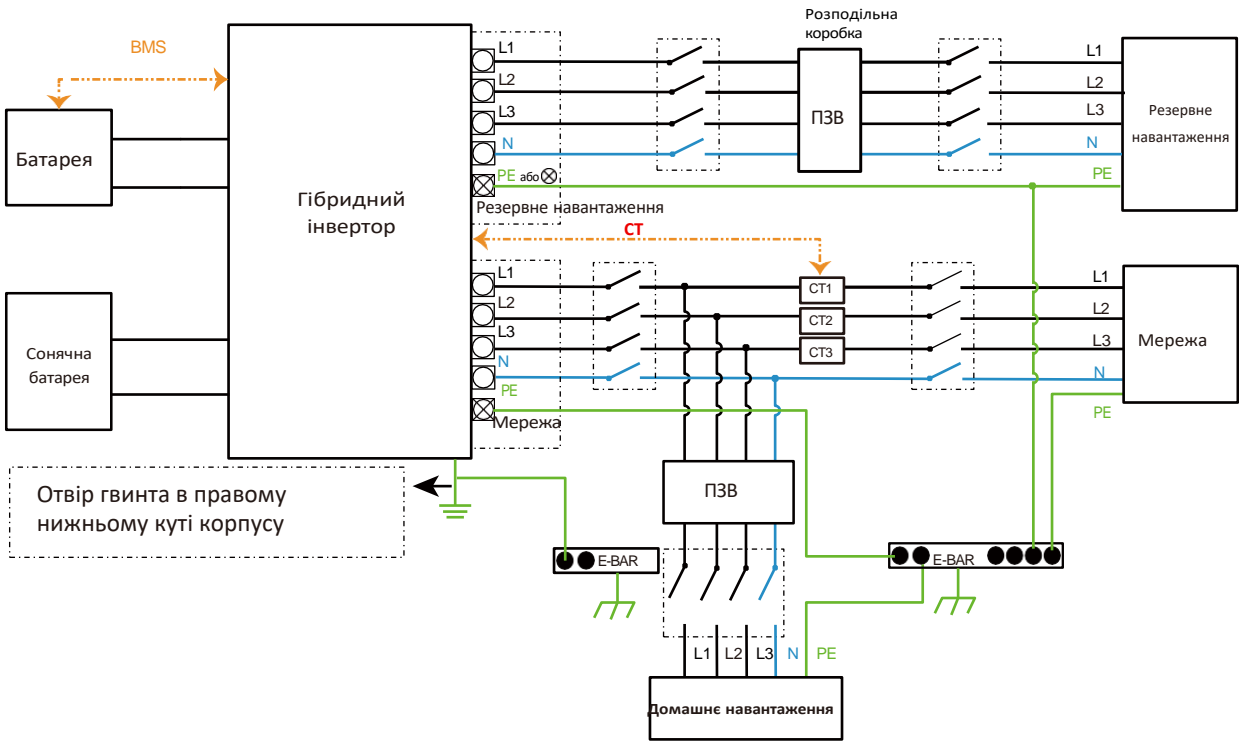 Розподільна
коробка
BMS
L1
L2
L3
N
PE або
Резервне навантаження
ПЗВ
L1
L2
L3
N
PE
Резервне
навантаження
Батарея
Гібридний
інвертор
CT
L1
L2
L3
N
PE
Мережа
CT1
CT2
CT3
L1
L2
L3
N
PE
Мережа
Сонячна
батарея
Отвір гвинта в правому
нижньому куті корпусу
ПЗВ
E-BAR
E-BAR
L1
L2
L3
N
PE
Домашнє навантаження